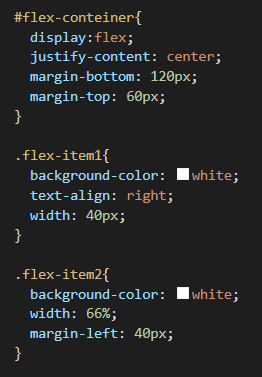 #flex-conteiner{
display:flex;
justify-content: center;
margin-bottom: 120px;
margin-top: 60px;
}
.flex-item1{
background-color: white;
text-align: right;
width: 40px;
}
.flex-item2{
background-color: white;
width: 66%;
margin-left: 40px;
}